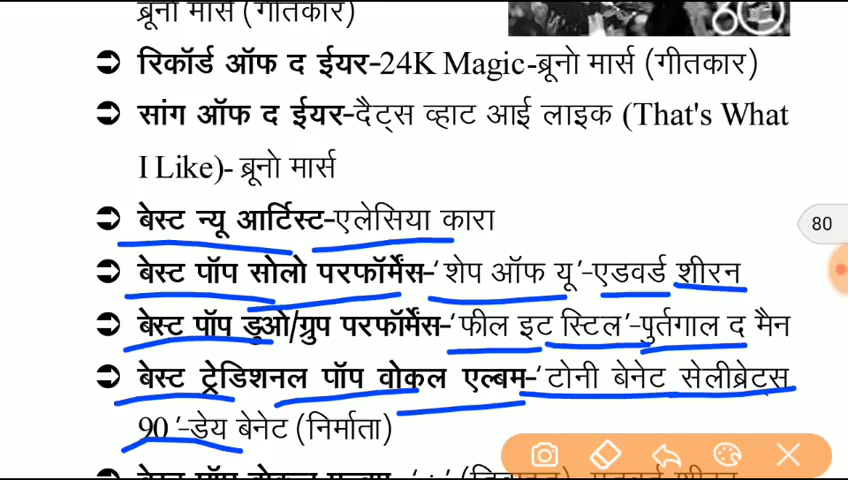 ब्रूनो मार्स (गीतकार)
➲ रिकॉर्ड ऑफ द ईयर-24K Magic-ब्रूनो मार्स (गीतकार)
➲ सांग ऑफ द ईयर-दैट्स व्हाट आई लाइक (That's What
I Like)- ब्रूनो मार्स
➲ बेस्ट न्यू आर्टिस्ट-एलेसिया कारा
80
➲ बेस्ट पॉप सोलो परफॉर्मेंस-'शेप ऑफ यू'-एडवर्ड शीरन
➲ बेस्ट पॉप डुओ/ग्रुप परफॉर्मेंस-'फील इट स्टिल'-पुर्तगाल द मैन
➲ बेस्ट ट्रेडिशनल पॉप वोकल एल्बम-'टोनी बेनेट सेलीब्रेट्स
90'-डेय बेनेट (निर्माता)